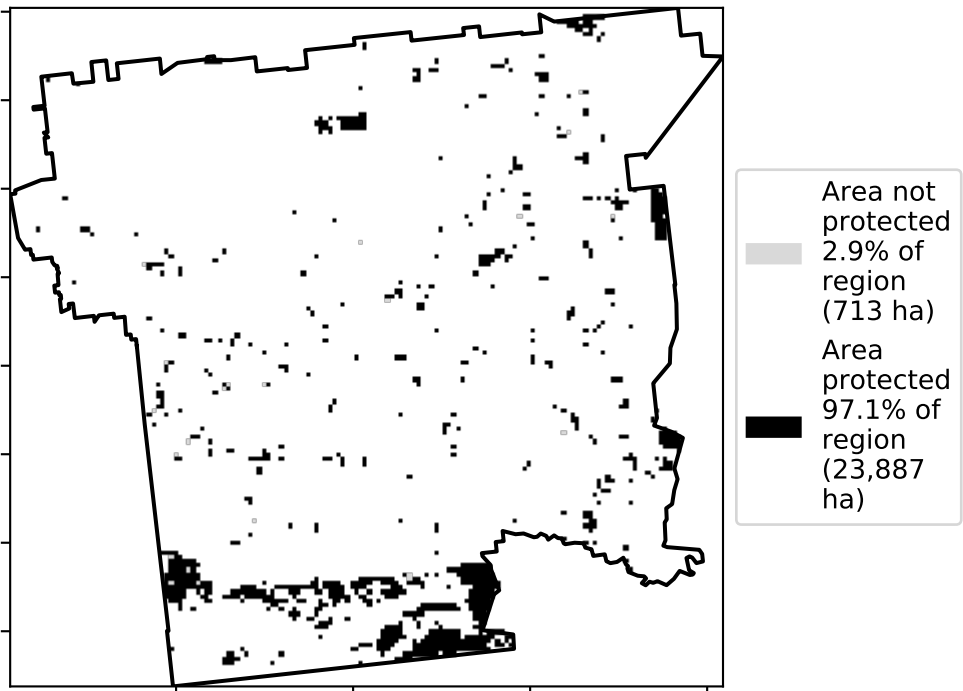 Area not
protected
2.9% of
region
(713 ha)
Area
protected
97.1% of
region
(23,887
ha)